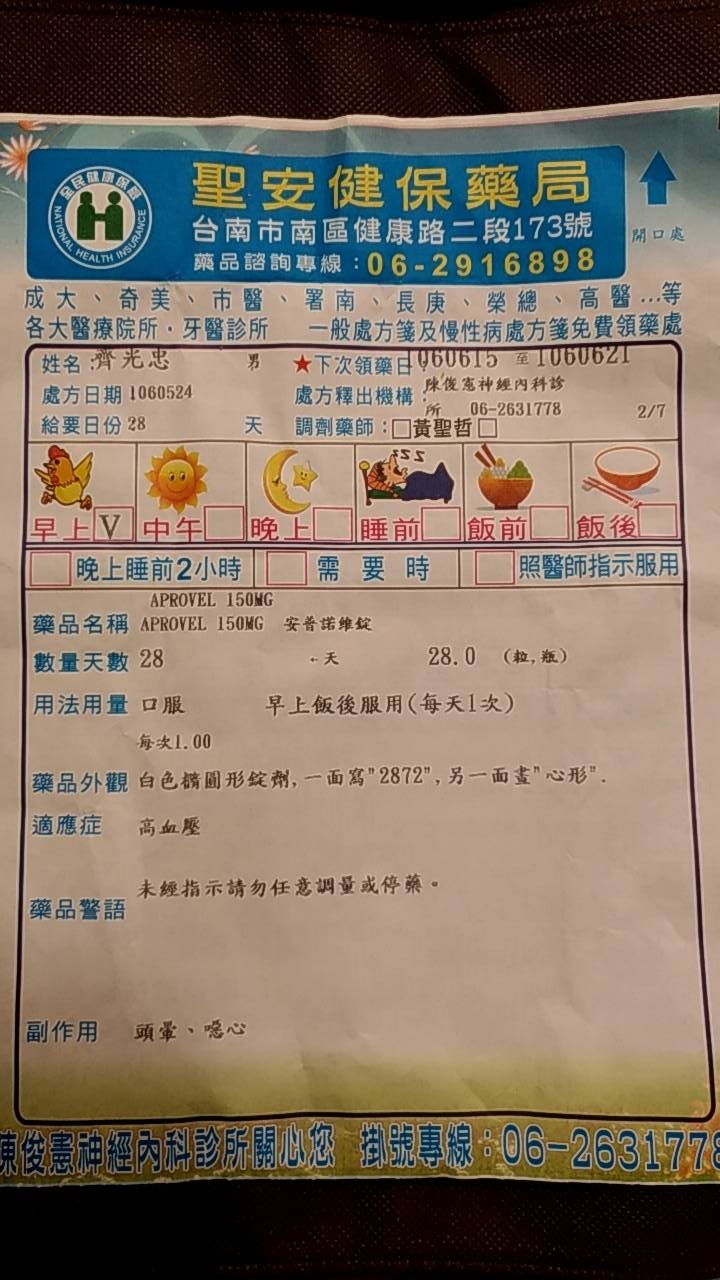 全民健康保險
NATIONAL HEALTH INSURANCE
聖安健保藥局
台南市南區健康路二段173號
藥品諮詢專線：06-2916898
開口處
成大、奇美、市醫、署南、長庚、榮總、高醫...等
各大醫療院所．牙醫診所 一般處方箋及慢性病處方箋免費領藥處
姓名：齊光忠 男 ★下次領藥日：1060615 至 1060621
處方日期 1060524 處方釋出機構：陳俊憲神經內科診
所 06-2631778 2/7
給要日份 28 天 調劑藥師：□黃聖哲□
zzz
早上 V 中午 晚上 睡前 飯前 飯後
晚上睡前2小時 需要時 照醫師指示服用
APROVEL 150MG
藥品名稱 APROVEL 150MG 安普諾維錠
數量天數 28 ←天 28.0 (粒,瓶)
用法用量 口服 早上飯後服用(每天1次)
每次1.00
藥品外觀 白色橢圓形錠劑,一面寫"2872",另一面畫"心形".
適應症 高血壓
藥品警語 未經指示請勿任意調量或停藥。
副作用 頭暈、噁心
陳俊憲神經內科診所關心您 掛號專線：06-2631778